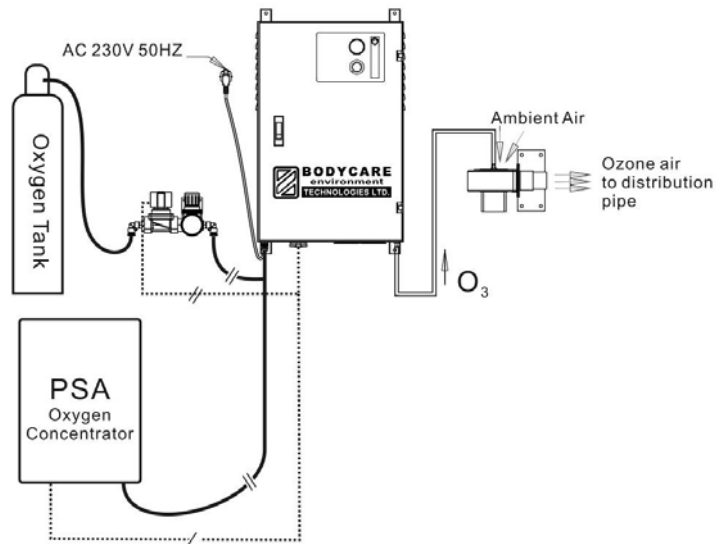 AC 230V 50HZ
Oxygen Tank
BODYCARE
environment
TECHNOLOGIES LTD.
Ambient Air
Ozone air
to distribution
pipe
O₃
PSA
Oxygen
Concentrator